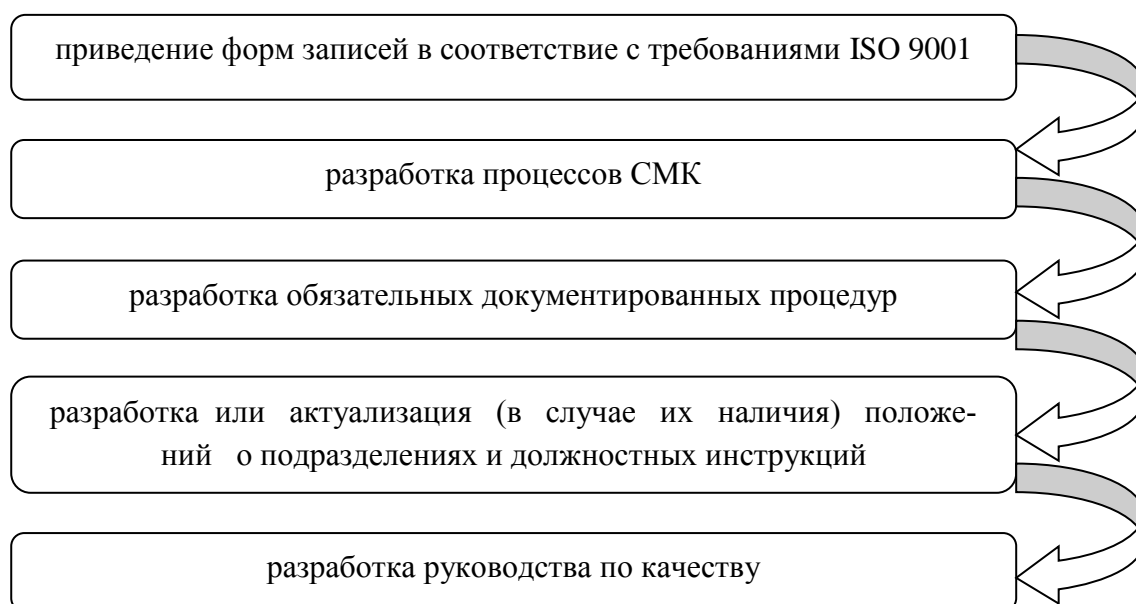 приведение форм записей в соответствие с требованиями ISO 9001
разработка процессов СМК
разработка обязательных документированных процедур
разработка или актуализация (в случае их наличия) положе-
ний о подразделениях и должностных инструкций
разработка руководства по качеству